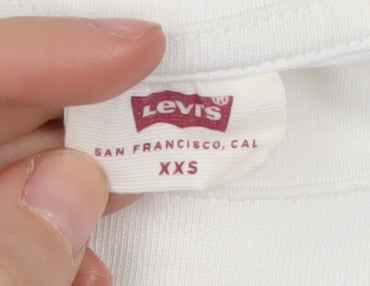 Levi's®
SAN FRANCISCO, CAL.
XXS